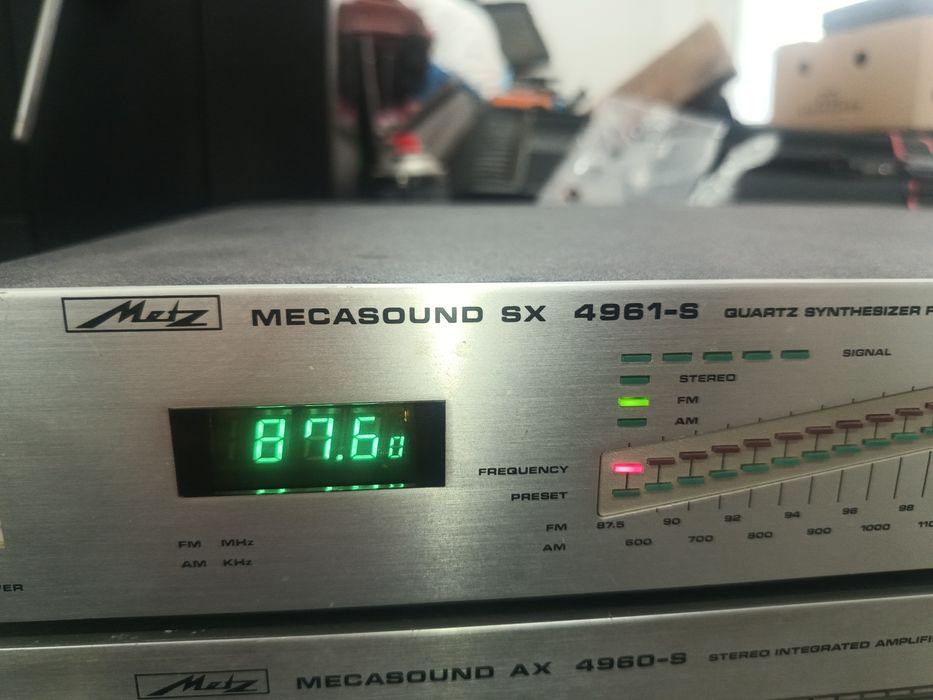 Metz MECASOUND SX 4961-S QUARTZ SYNTHESIZER
SIGNAL
STEREO
FM
AM
87.60
FREQUENCY
PRESET
FM 87.5 90 92 94 96 98
AM 600 700 800 900 1000
FM MHz
AM KHz
Metz MECASOUND AX 4960-S STEREO INTEGRATED